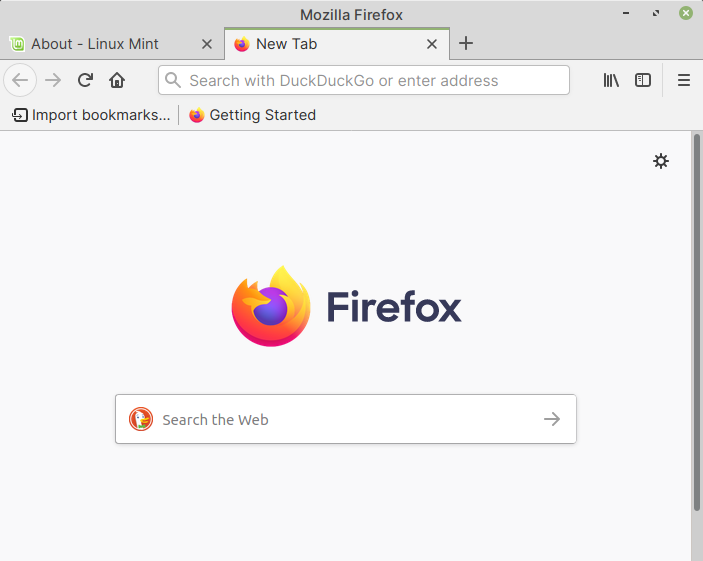 Mozilla Firefox
About - Linux Mint
New Tab
Search with DuckDuckGo or enter address
Import bookmarks...
Getting Started
Firefox
Search the Web